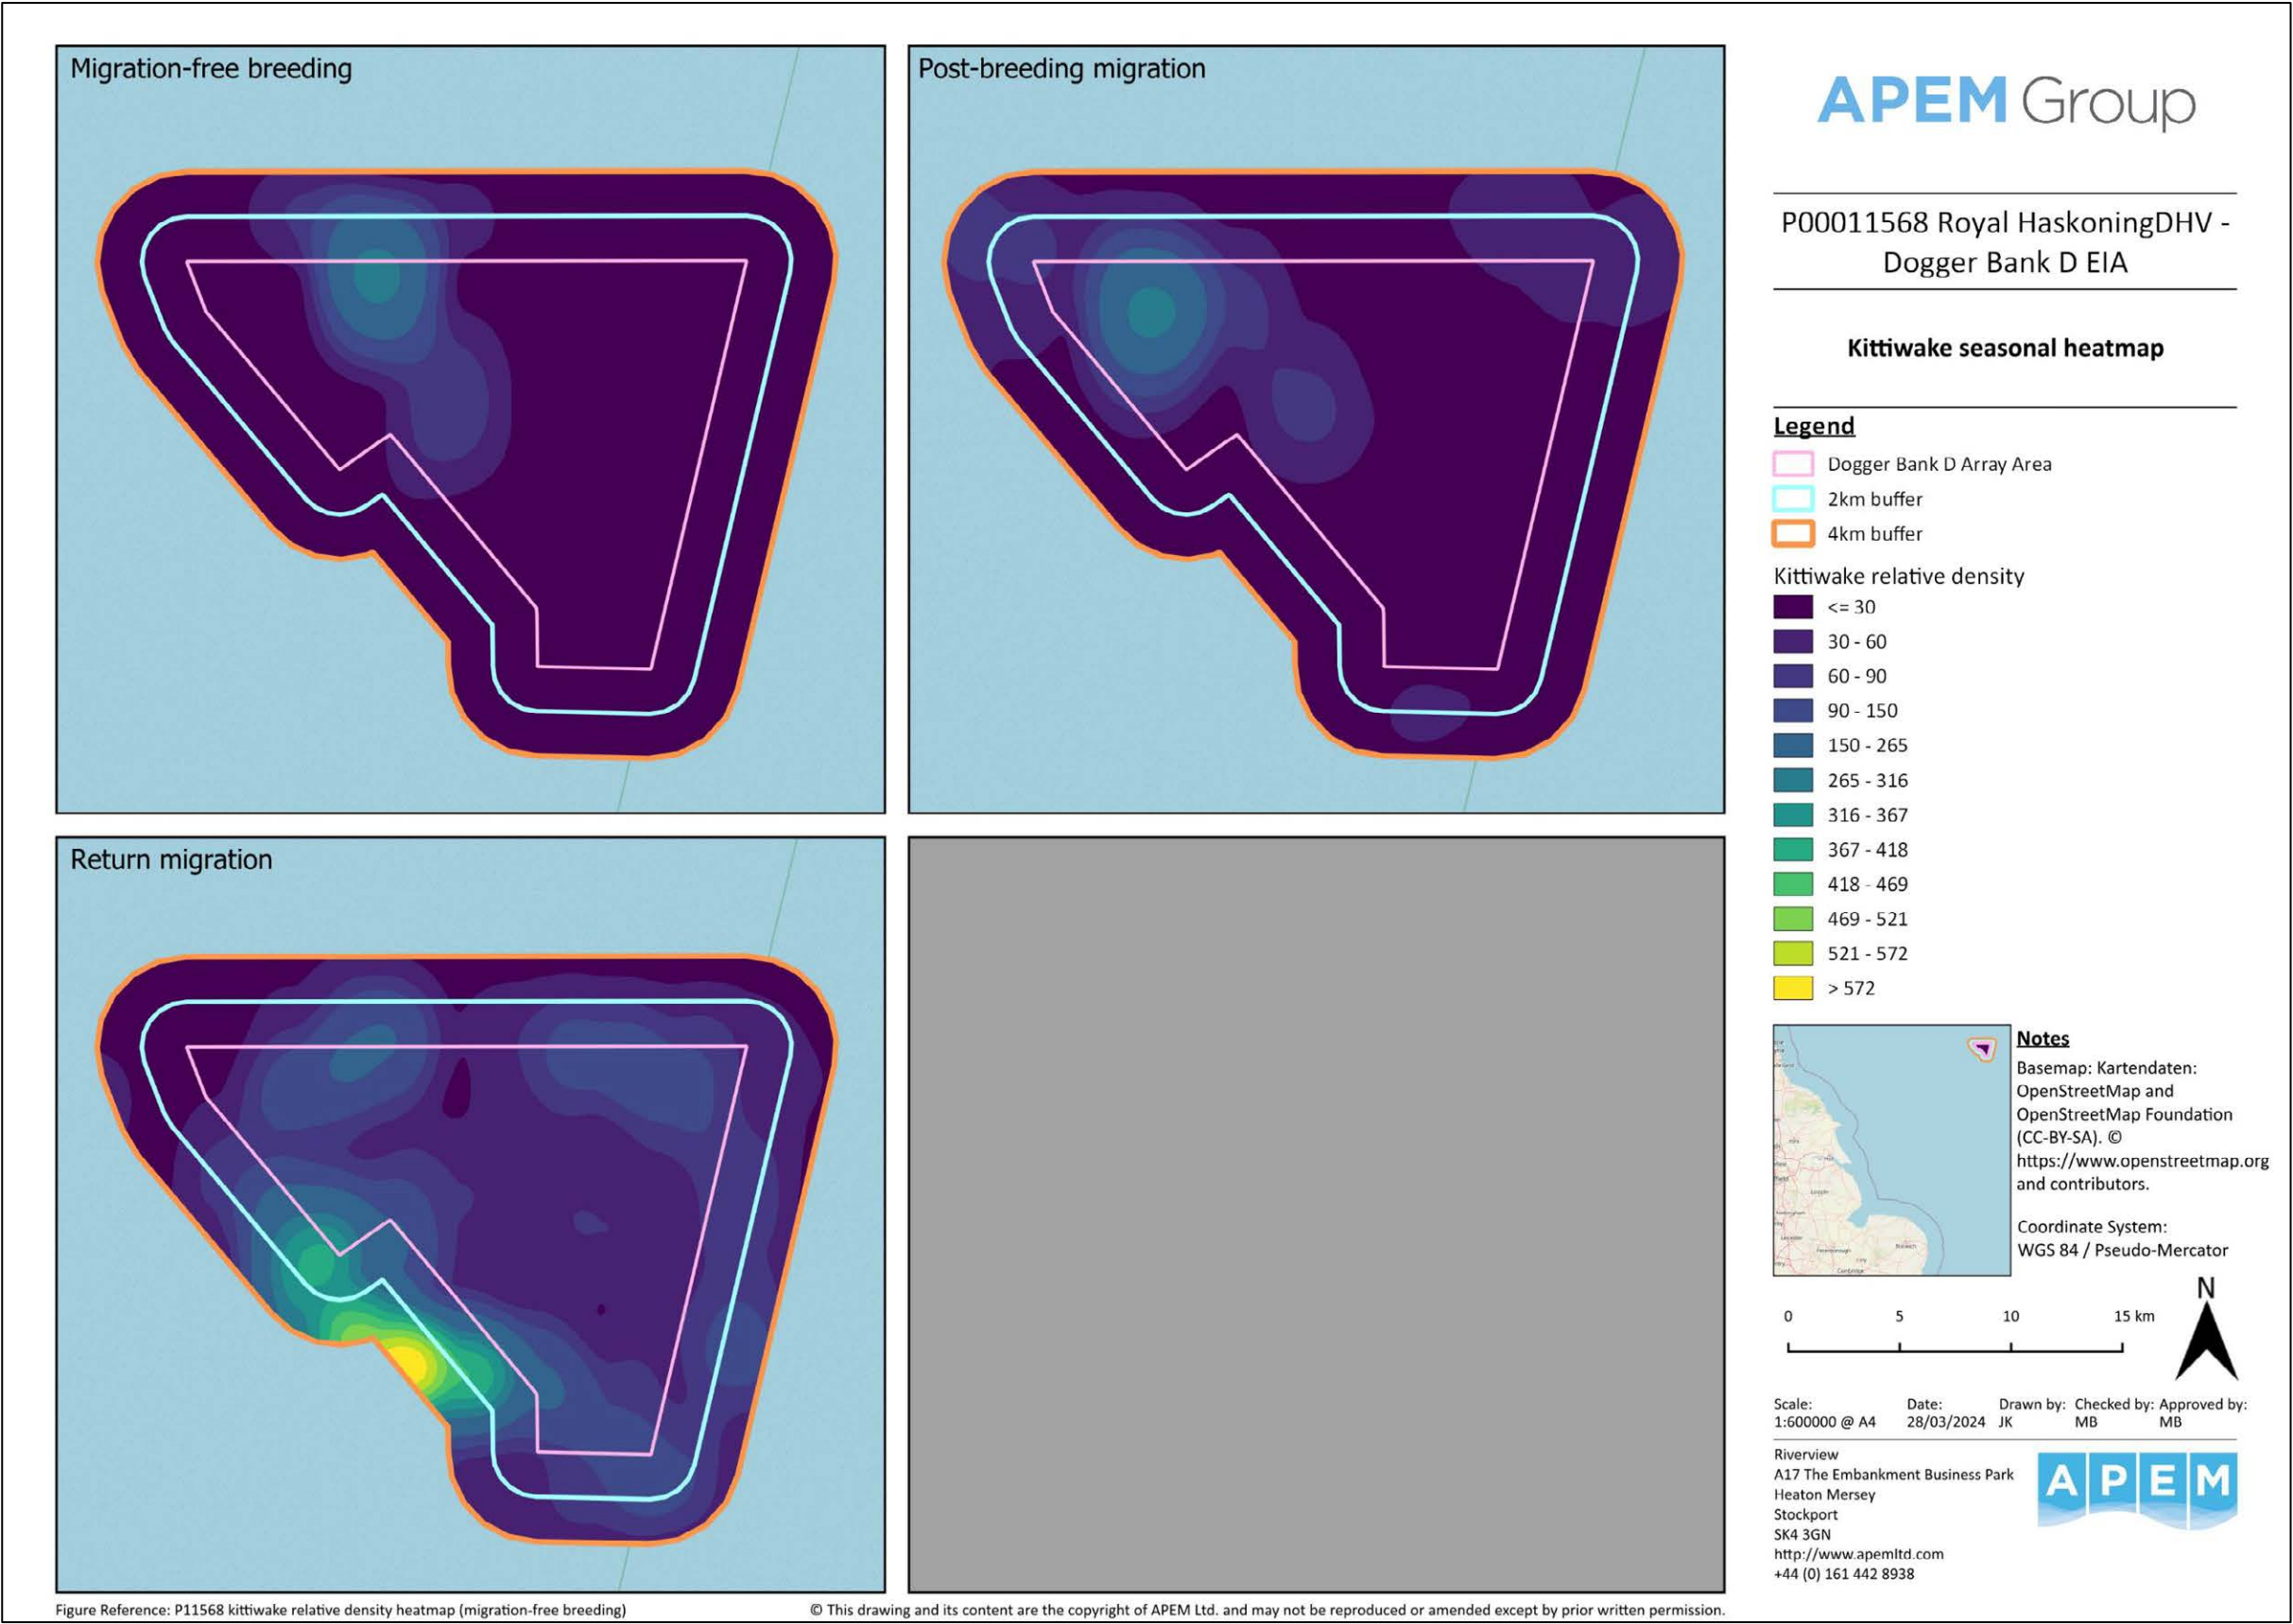 Migration-free breeding
Post-breeding migration
Return migration
APEM Group
P00011568 Royal HaskoningDHV -
Dogger Bank D EIA
Kittiwake seasonal heatmap
Legend
Dogger Bank D Array Area
2km buffer
4km buffer
Kittiwake relative density
<= 30
30 - 60
60 - 90
90 - 150
150 - 265
265 - 316
316 - 367
367 - 418
418 - 469
469 - 521
521 - 572
> 572
Notes
Basemap: Kartendaten:
OpenStreetMap and
OpenStreetMap Foundation
(CC-BY-SA). ©
https://www.openstreetmap.org
and contributors.
Coordinate System:
WGS 84 / Pseudo-Mercator
N
0 5 10 15 km
Scale: Date: Drawn by: Checked by: Approved by:
1:600000 @ A4 28/03/2024 JK MB MB
Riverview
A17 The Embankment Business Park
Heaton Mersey
Stockport
SK4 3GN
http://www.apemltd.com
+44 (0) 161 442 8938
APEM
Figure Reference: P11568 kittiwake relative density heatmap (migration-free breeding)
© This drawing and its content are the copyright of APEM Ltd. and may not be reproduced or amended except by prior written permission.